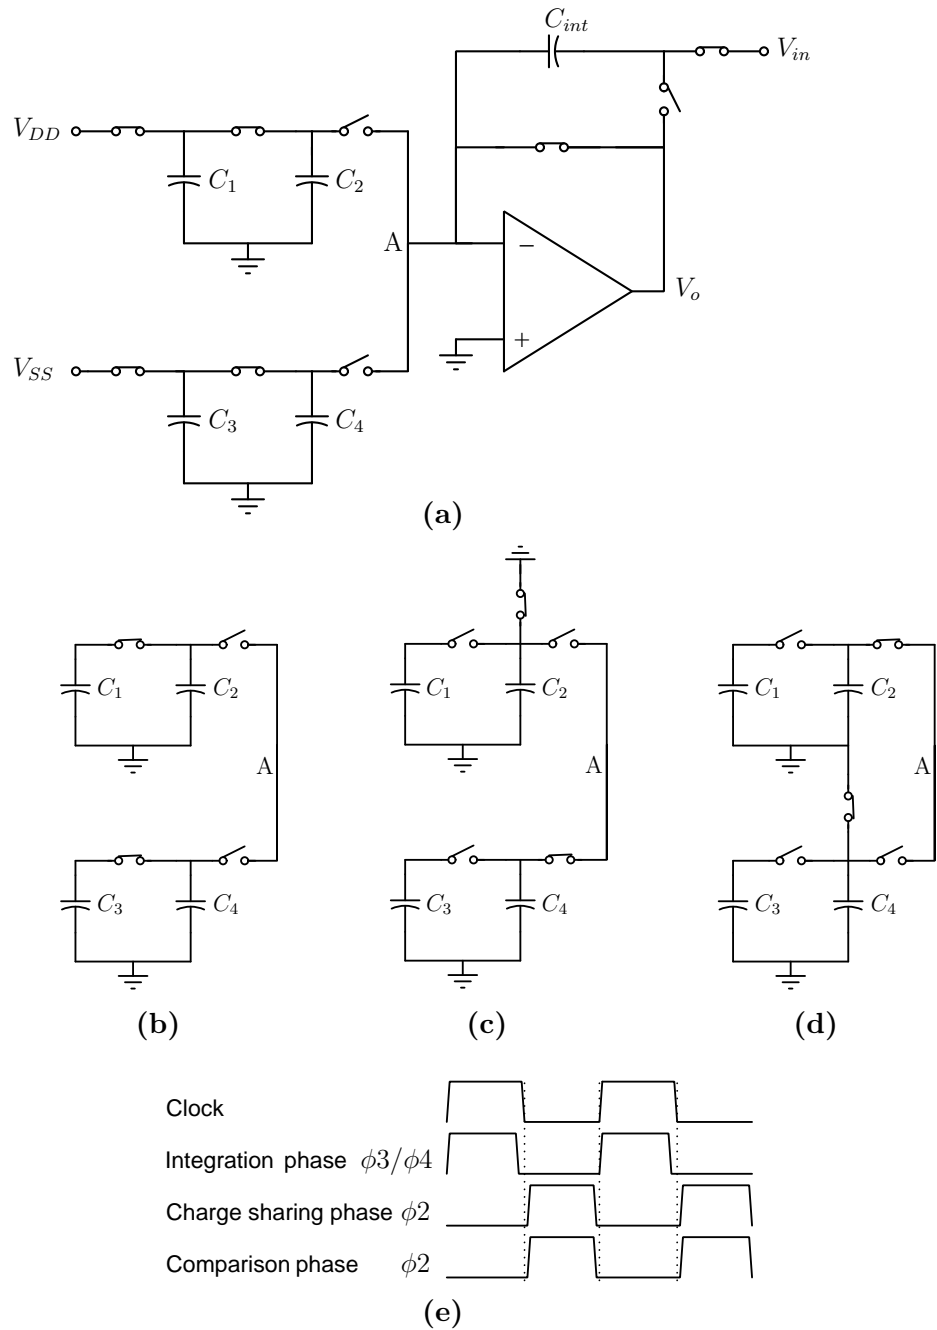 C_int
V_in
V_DD
C_1 C_2
A
−
V_o
+
V_SS
C_3 C_4
(a)
C_1 C_2 C_1 C_2 C_1 C_2
A A A
C_3 C_4 C_3 C_4 C_3 C_4
(b) (c) (d)
Clock
Integration phase ϕ3/ϕ4
Charge sharing phase ϕ2
Comparison phase ϕ2
(e)